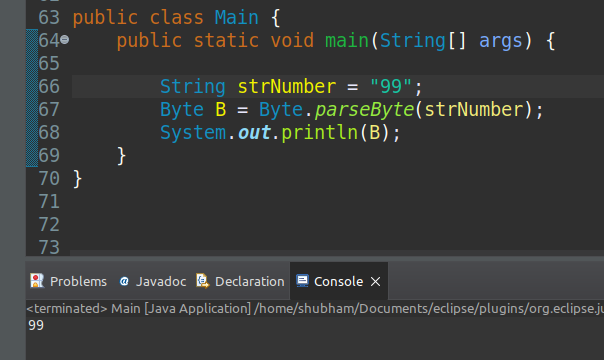 63 public class Main {
64 public static void main(String[] args) {
65
66 String strNumber = "99";
67 Byte B = Byte.parseByte(strNumber);
68 System.out.println(B);
69 }
70 }
71
72
73
Problems @ Javadoc Declaration Console
<terminated> Main [Java Application] /home/shubham/Documents/eclipse/plugins/org.eclipse.ju
99